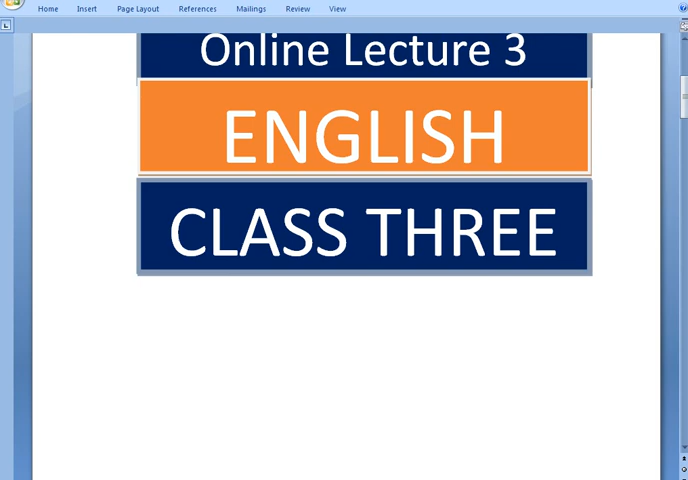 Home Insert Page Layout References Mailings Review View
Online Lecture 3
ENGLISH
CLASS THREE